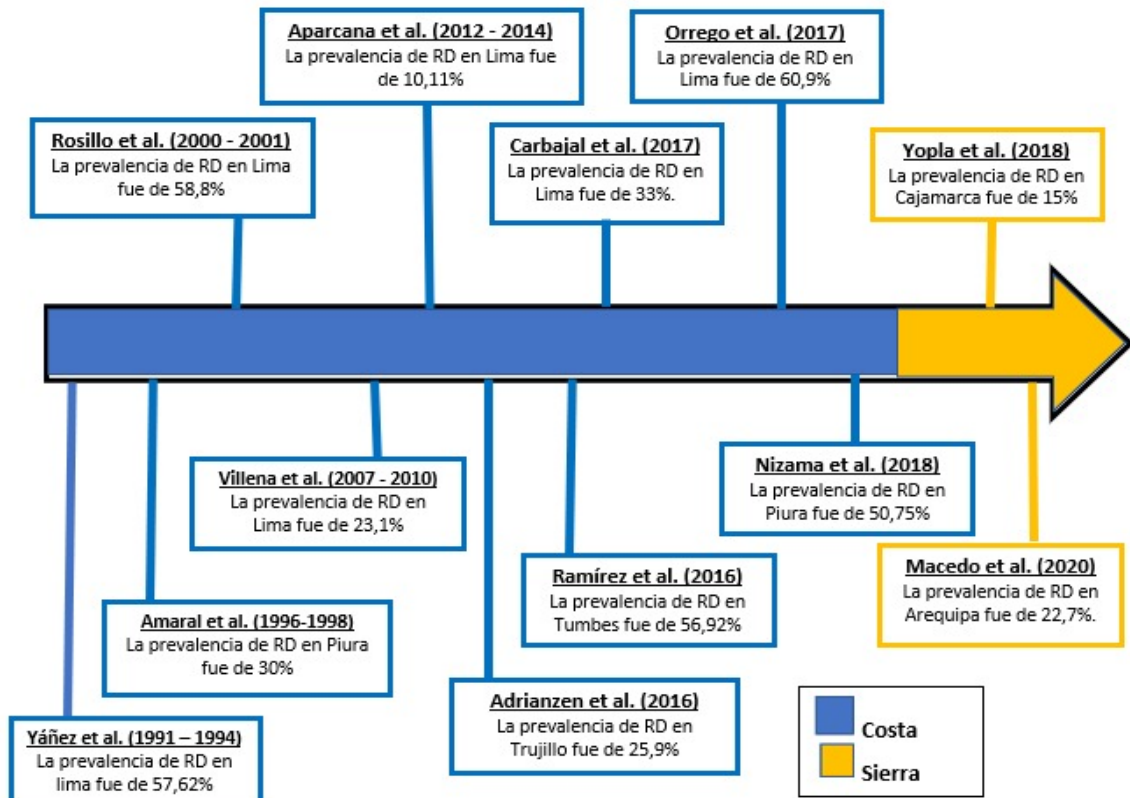 Aparcana et al. (2012 - 2014)
La prevalencia de RD en Lima fue
de 10,11%
Orrego et al. (2017)
La prevalencia de RD en
Lima fue de 60,9%
Rosillo et al. (2000 - 2001)
La prevalencia de RD en Lima
fue de 58,8%
Carbajal et al. (2017)
La prevalencia de RD en
Lima fue de 33%.
Yopla et al. (2018)
La prevalencia de RD en
Cajamarca fue de 15%
Villena et al. (2007 - 2010)
La prevalencia de RD en
Lima fue de 23,1%
Nizama et al. (2018)
La prevalencia de RD en
Piura fue de 50,75%
Ramírez et al. (2016)
La prevalencia de RD en
Tumbes fue de 56,92%
Macedo et al. (2020)
La prevalencia de RD en
Arequipa fue de 22,7%.
Amaral et al. (1996-1998)
La prevalencia de RD en Piura
fue de 30%
Adrianzen et al. (2016)
La prevalencia de RD en
Trujillo fue de 25,9%
Yáñez et al. (1991 – 1994)
La prevalencia de RD en
lima fue de 57,62%
Costa
Sierra